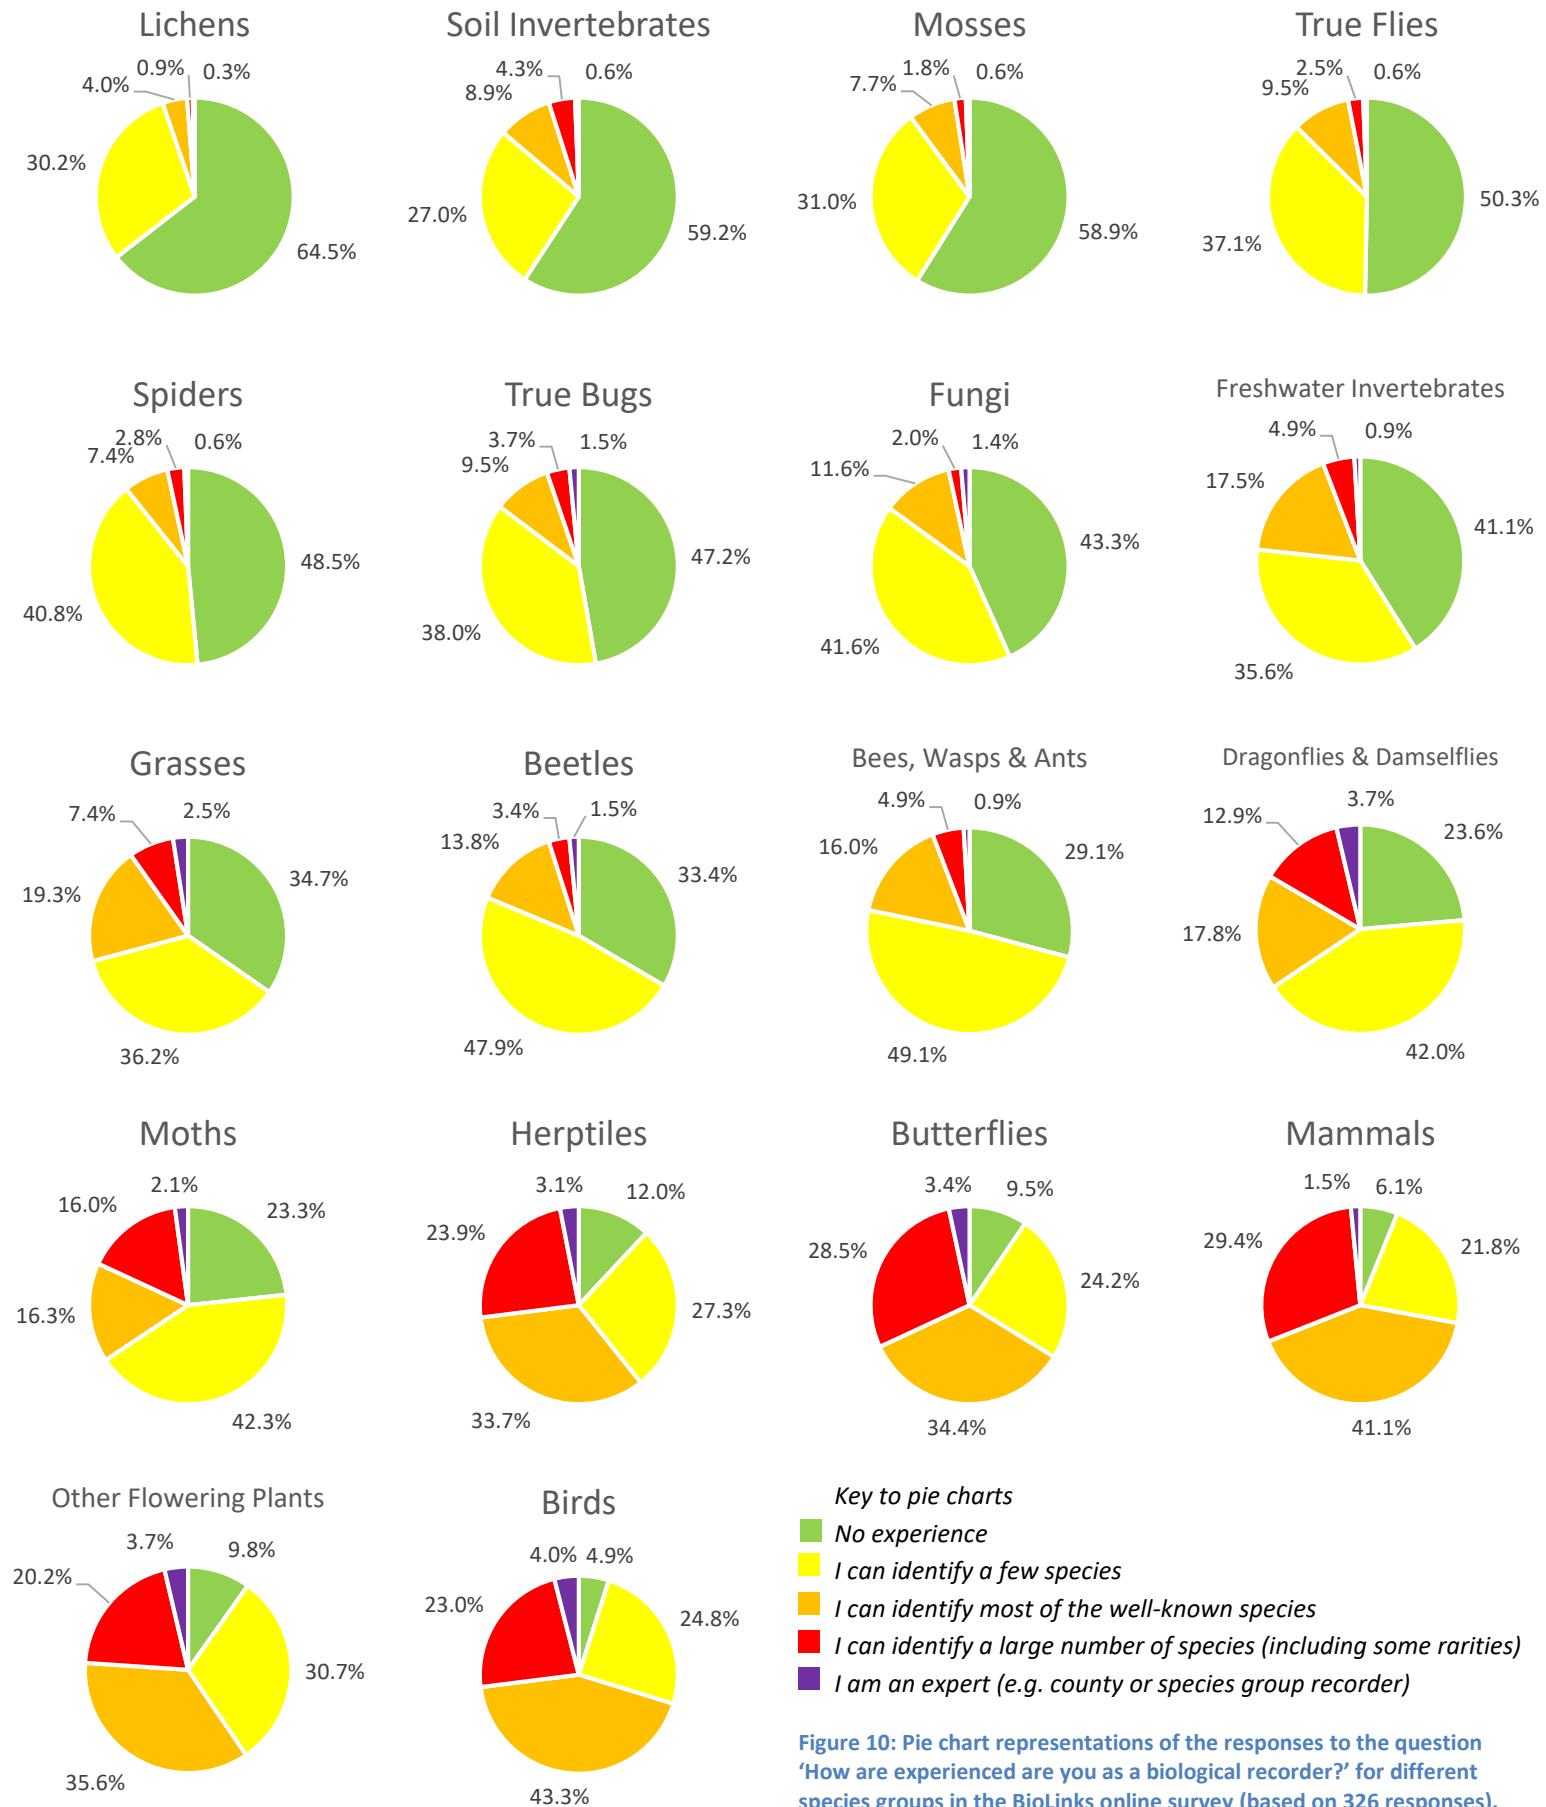 Lichens
0.9% 0.3%
4.0%
30.2%
64.5%
Soil Invertebrates
4.3% 0.6%
8.9%
27.0%
59.2%
Mosses
1.8% 0.6%
7.7%
31.0%
58.9%
True Flies
2.5% 0.6%
9.5%
50.3%
37.1%
Spiders
2.8% 0.6%
7.4%
48.5%
40.8%
True Bugs
3.7% 1.5%
9.5%
47.2%
38.0%
Fungi
2.0% 1.4%
11.6%
43.3%
41.6%
Freshwater Invertebrates
4.9% 0.9%
17.5%
41.1%
35.6%
Grasses
7.4% 2.5%
34.7%
19.3%
36.2%
Beetles
3.4% 1.5%
13.8%
33.4%
47.9%
Bees, Wasps & Ants
4.9% 0.9%
16.0%
29.1%
49.1%
Dragonflies & Damselflies
3.7%
12.9%
23.6%
17.8%
42.0%
Moths
2.1%
16.0%
23.3%
16.3%
42.3%
Herptiles
3.1% 12.0%
23.9%
27.3%
33.7%
Butterflies
3.4% 9.5%
28.5%
24.2%
34.4%
Mammals
1.5% 6.1%
29.4%
21.8%
41.1%
Other Flowering Plants
3.7% 9.8%
20.2%
30.7%
35.6%
Birds
4.0% 4.9%
23.0%
24.8%
43.3%
Key to pie charts
No experience
I can identify a few species
I can identify most of the well-known species
I can identify a large number of species (including some rarities)
I am an expert (e.g. county or species group recorder)
Figure 10: Pie chart representations of the responses to the question
‘How are experienced are you as a biological recorder?’ for different
species groups in the BioLinks online survey (based on 326 responses).